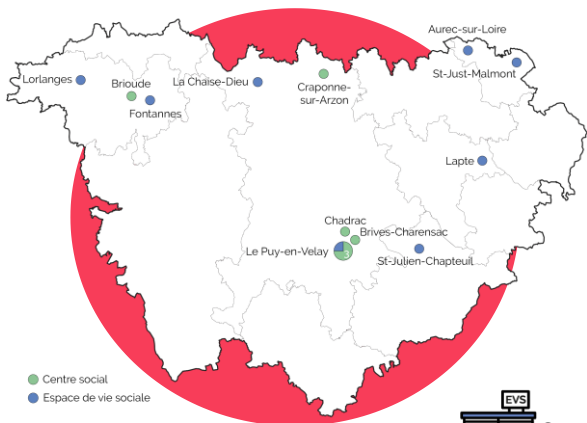 Aurec-sur-Loire
St-Just-Malmont
Lorlanges
Brioude
La Chaise-Dieu
Fontannes
Craponne-
sur-Arzon
Lapte
Chadrac
Brives-Charensac
Le Puy-en-Velay
3
St-Julien-Chapteuil
Centre social
Espace de vie sociale
EVS